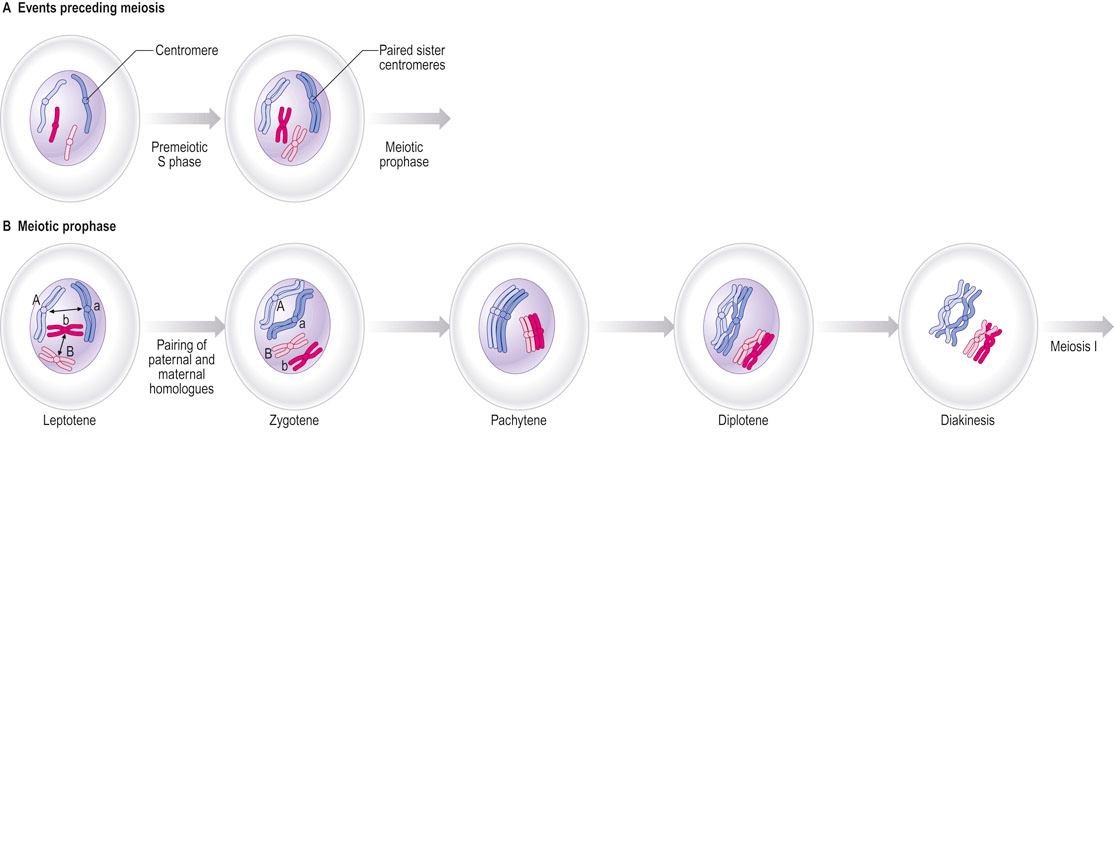 A Events preceding meiosis
Centromere
Paired sister
centromeres
Premeiotic
S phase
Meiotic
prophase
B Meiotic prophase
A
a
b
B
A
a
B
b
Pairing of
paternal and
maternal
homologues
Meiosis I
Leptotene
Zygotene
Pachytene
Diplotene
Diakinesis